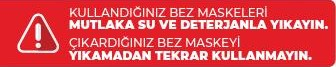 KULLANDIĞINIZ BEZ MASKELERİ
MUTLAKA SU VE DETERJANLA YIKAYIN.
ÇIKARDIĞINIZ BEZ MASKEYİ
YIKAMADAN TEKRAR KULLANMAYIN.